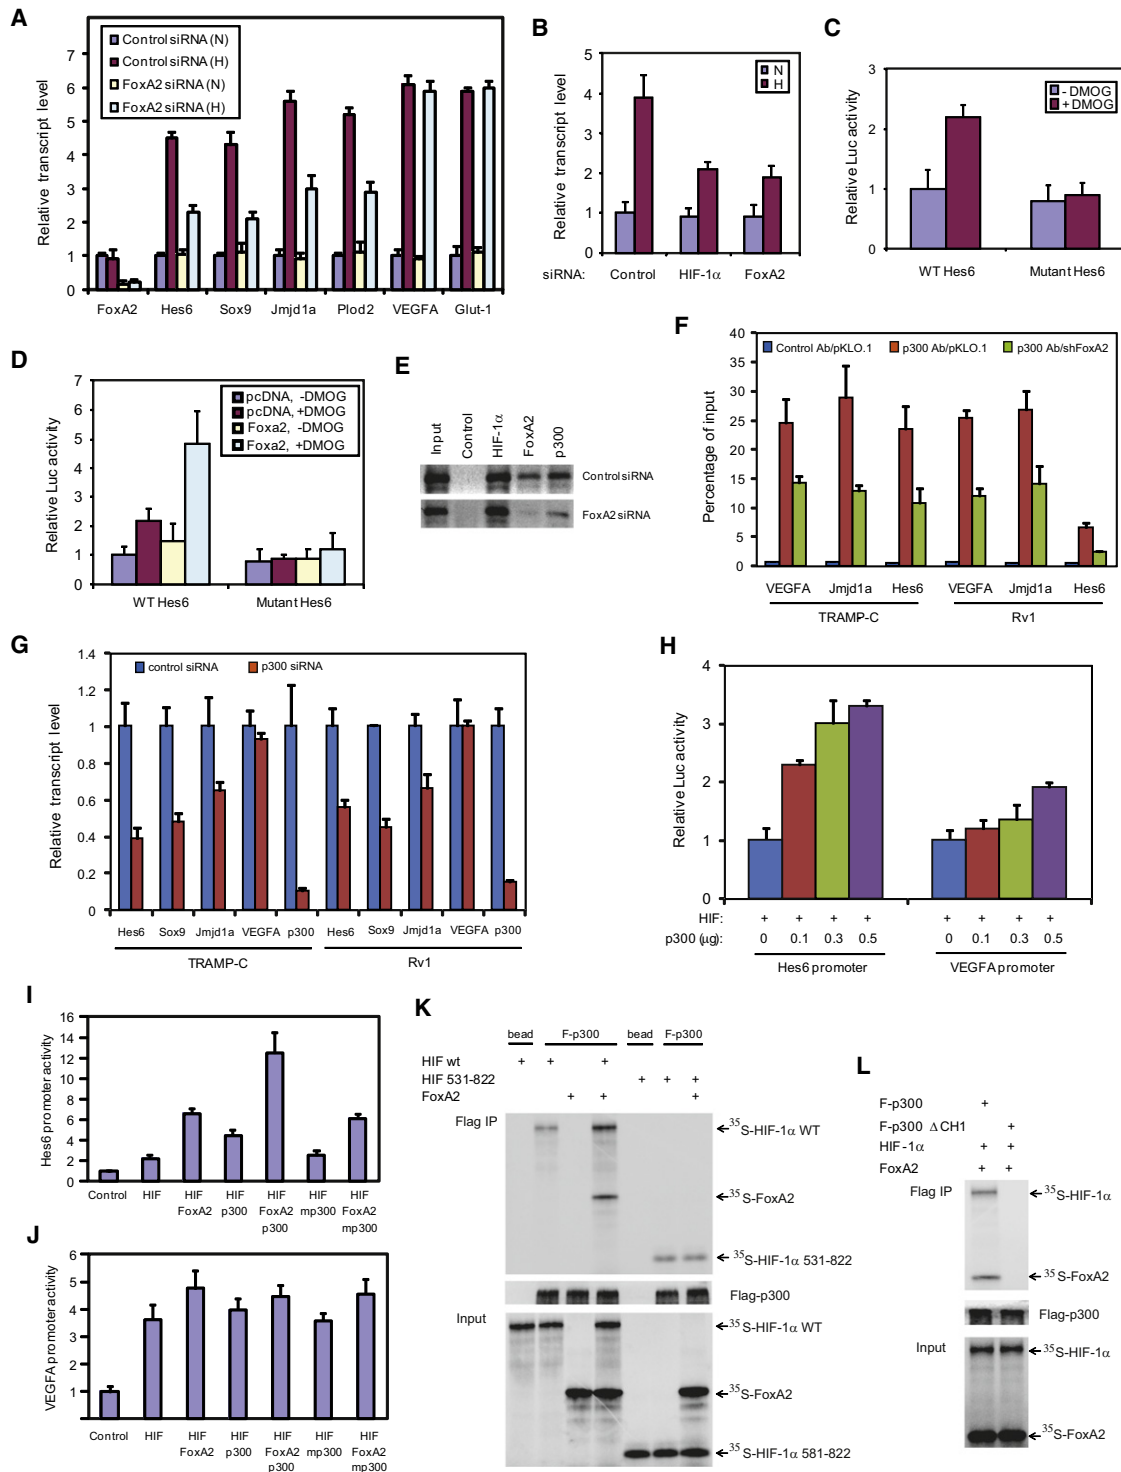 A
Control siRNA (N)
Control siRNA (H)
FoxA2 siRNA (N)
FoxA2 siRNA (H)
Relative transcript level
7
6
5
4
3
2
1
0
FoxA2 Hes6 Sox9 Jmjd1a Plod2 VEGFA Glut-1
B
N
H
Relative transcript level
5
4
3
2
1
0
siRNA: Control HIF-1α FoxA2
C
- DMOG
+ DMOG
Relative Luc activity
3
2
1
0
WT Hes6 Mutant Hes6
D
pcDNA, -DMOG
pcDNA, +DMOG
Foxa2, -DMOG
Foxa2, +DMOG
Relative Luc activity
7
6
5
4
3
2
1
0
WT Hes6 Mutant Hes6
E
Input Control HIF-1α FoxA2 p300
Control siRNA
FoxA2 siRNA
F
Control Ab/pKLO.1 p300 Ab/pKLO.1 p300 Ab/shFoxA2
Percentage of input
40
35
30
25
20
15
10
5
0
VEGFA Jmjd1a Hes6 VEGFA Jmjd1a Hes6
TRAMP-C Rv1
G
control siRNA p300 siRNA
Relative transcript level
1.4
1.2
1
0.8
0.6
0.4
0.2
0
Hes6 Sox9 Jmjd1a VEGFA p300 Hes6 Sox9 Jmjd1a VEGFA p300
TRAMP-C Rv1
H
Relative Luc activity
4
3
2
1
0
HIF: + + + + + + + +
p300 (μg): 0 0.1 0.3 0.5 0 0.1 0.3 0.5
Hes6 promoter VEGFA promoter
I
Hes6 promoter activity
16
14
12
10
8
6
4
2
0
Control HIF HIF HIF HIF HIF HIF
FoxA2 p300 FoxA2 mp300 FoxA2
p300 mp300
J
VEGFA promoter activity
6
5
4
3
2
1
Control HIF HIF HIF HIF HIF HIF
FoxA2 p300 FoxA2 mp300 FoxA2
p300 mp300
K
bead F-p300 bead F-p300
HIF wt + + +
HIF 531-822 + + +
FoxA2 + + +
Flag IP
35S-HIF-1α WT
35S-FoxA2
35S-HIF-1α 531-822
Flag-p300
Input
35S-HIF-1α WT
35S-FoxA2
35S-HIF-1α 581-822
L
F-p300 +
F-p300 ΔCH1 +
HIF-1α + +
FoxA2 + +
Flag IP
35S-HIF-1α
35S-FoxA2
Flag-p300
Input
35S-HIF-1α
35S-FoxA2